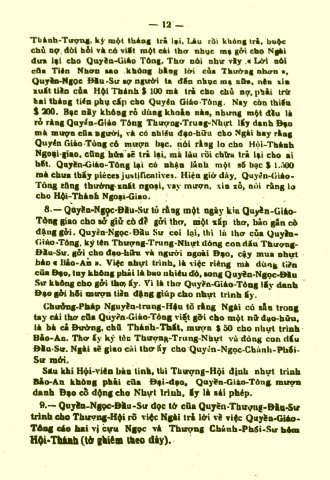 — 12 —
Thành-Tượng, ký một tháng trả lại, Lâu rồi không trả, buộc
chủ nợ đòi hỏi và có viết một cái thơ nhục mạ gởi cho Ngài
đưa lại cho Quyền-Giáo-Tông. Thơ nói như vầy « Lời nói
của Tiên Nhơn sao không bằng lời của Thường nhơn »,
Quyền-Ngọc-Đầu-Sư sợ người ta đến nhục mạ nữa, nên xin
xuất tiền của Hội Thánh $ 100 mà trả cho chủ nợ, phải trừ
hai tháng tiền phụ cấp cho Quyền Giáo-Tông. Nay còn thiếu
$ 200. Bạc nầy không rỏ dùng khoản nào, nhưng một đều là
rỏ ràng Quyền-Giáo Tông Thượng-Trung-Nhựt lấy danh Đạo
mà mượn của người, và có nhiều đạo-hữu cho Ngài hay rằng
Quyền Giáo Tông có mượn bạc, nói rằng lo cho Hội-Thánh
Ngoại-giao, cũng hứa sẽ trả lại, mà lâu rồi chữa trả lại cho ai
hết. Quyền-Giáo-Tông lại có nhận lãnh một số bạc $ 1.500
mà chưa thấy pièces justificatives. Hiện giờ đây, Quyền-Giáo-
Tông cũng thường-xuất ngoại, vay mượn, xin xỏ, nói rằng lo
cho Hội-Thánh Ngoại-Giao.
8.— Quyền-Ngọc-Đầu-Sư tỏ rằng một ngày kia Quyền-Giáo-
Tông giao cho sở giữ cò để gởi thơ, một xấp thơ, bảo gắn cò
đặng gởi. Quyền-Ngọc-Đầu Sư coi lại, thì là thơ của Quyền-
Giáo-Tông, ký tên Thượng-Trung-Nhựt đóng con dấu Thượng-
Đầu-Sư, gởi cho đạo-hữu và người ngoài Đạo, cậy mua nhựt
báo « Bảo-An ». Việc nhựt trình, là việc riêng mà dùng tiền
của Đạo, tuy không phải là bao nhiêu đó, song Quyền-Ngọc-Đầu
Sư không cho gởi thơ ấy. Vì là thơ Quyền-Giáo-Tông lấy danh
Đạo gởi hỏi mượn tiền đặng giúp cho nhựt trình ấy.
Chưởng-Pháp Nguyễn-trung-Hậu tỏ rằng Ngài có sẵn trong
tay cái thơ của Quyền-Giáo-Tông viết gởi cho một nữ đạo-hữu,
là bà cả Đường, chủ Thánh-Thất, mượn $ 50 cho nhựt trình
Bảo-An. Thơ ấy ký tên Thượng-Trung-Nhựt và đóng con dấu
Đầu-Sư. Ngài sẽ giao cái thơ ấy cho Quyền-Ngọc-Chánh-Phối-
Sư mới.
Sau khi Hội-viên bàn tính, thì Thượng-Hội định nhựt trình
Bảo-An không phải của Đại-đạo, Quyền-Giáo-Tông mượn
danh Đạo cổ động cho Nhựt trình, ấy là sái phép.
9.— Quyền-Ngọc-Đầu-Sư đọc tờ của Quyền-Thượng-Đầu-Sư
trình cho Thượng-Hội rõ việc Ngài trả lời về việc Quyền-Giáo-
Tông cáo hai vị cựu Ngọc và Thượng Chánh-Phối-Sư hôm
Hội-Thánh (tờ ghiêm theo đây).